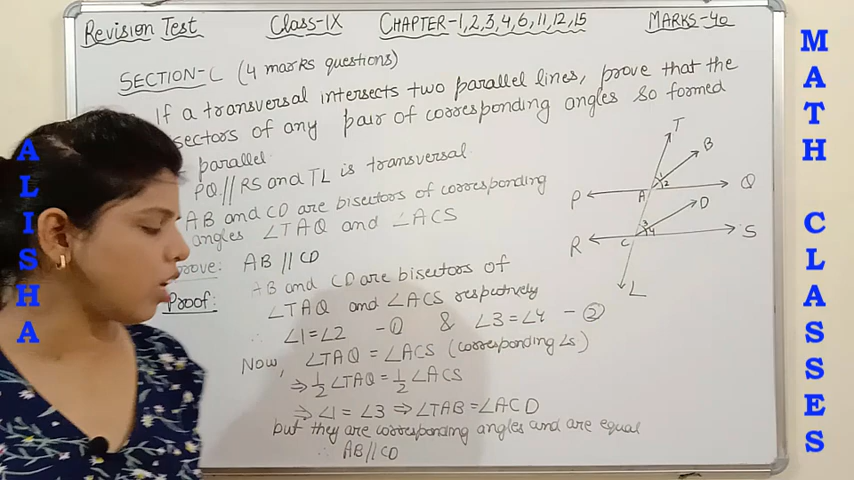 Revision Test Class-IX CHAPTER-1,2,3,4,6,11,12,15 MARKS-40
SECTION-C (4 marks questions)
If a transversal intersects two parallel lines, prove that the
sectors of any pair of corresponding angles so formed
parallel.
PQ // RS and TL is transversal
AB and CD are bisectors of corresponding
angles ∠TAQ and ∠ACS
rove: AB // CD
Proof: AB and CD are bisectors of
∠TAQ and ∠ACS respectively
∴ ∠1=∠2 - ① & ∠3=∠4 - ②
Now, ∠TAQ = ∠ACS (corresponding ∠s)
⇒ 1/2 ∠TAQ = 1/2 ∠ACS
⇒ ∠1 = ∠3 ⇒ ∠TAB = ∠ACD
but they are corresponding angles and are equal
∴ AB // CD
T
B
1
2
P
A
Q
D
3
4
R
C
S
L
ALISHA
MATH CLASSES